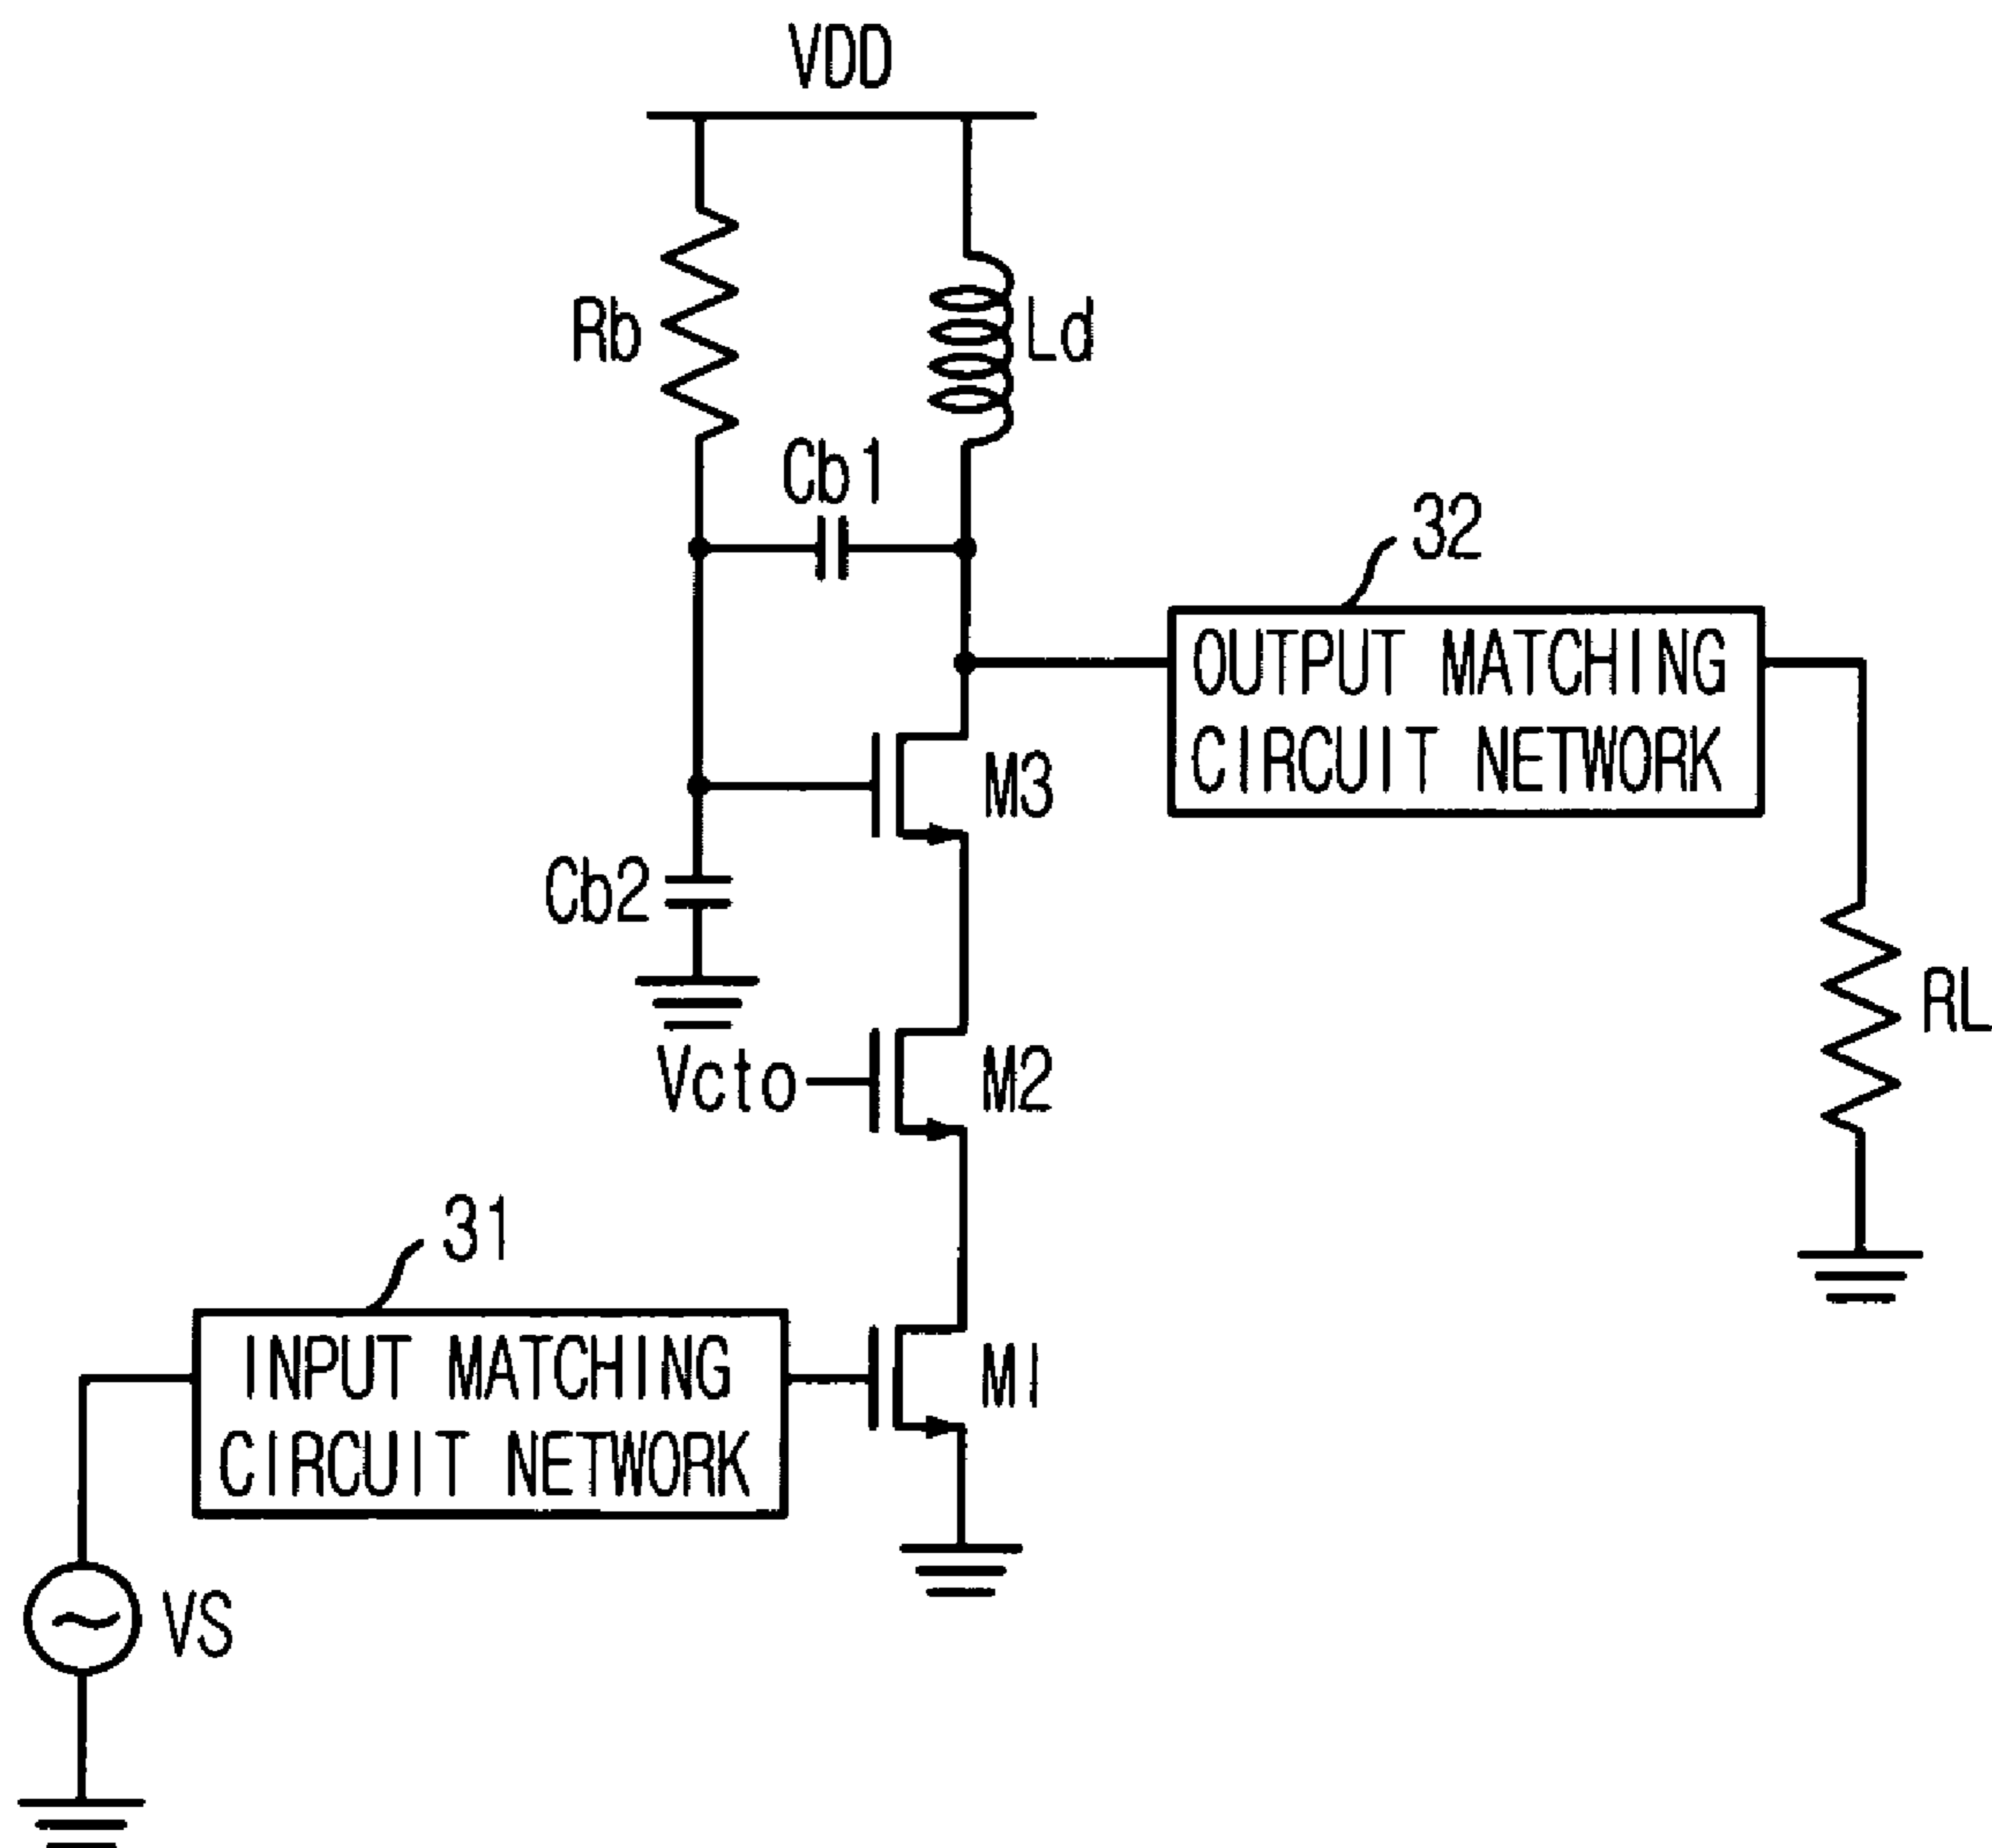 VDD
Rb
Ld
Cb1
32
OUTPUT MATCHING
CIRCUIT NETWORK
M3
Cb2
RL
Vcto
M2
31
INPUT MATCHING
CIRCUIT NETWORK
M1
VS